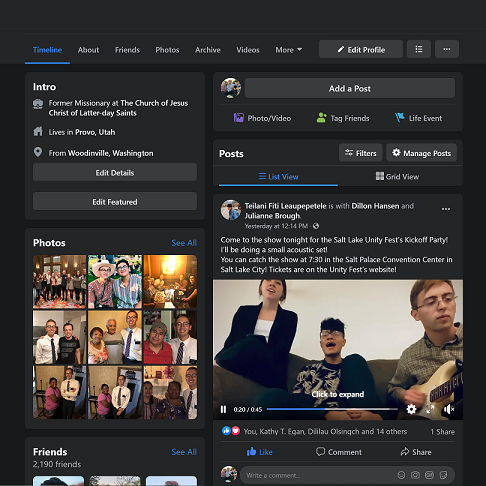 Timeline
About
Friends
Photos
Archive
Videos
More
Edit Profile
Intro
Former Missionary at The Church of Jesus
Christ of Latter-day Saints
Lives in Provo, Utah
From Woodinville, Washington
Edit Details
Edit Featured
Photos
See All
Friends
See All
2,190 friends
Add a Post
Photo/Video
Tag Friends
Life Event
Posts
Filters
Manage Posts
List View
Grid View
Teilani Fiti Leaupepetele is with Dillon Hansen and
Julianne Brough.
Yesterday at 12:14 PM ·
Come to the show tonight for the Salt Lake Unity Fest's Kickoff Party!
I'll be doing a small acoustic set!
You can catch the show at 7:30 in the Salt Palace Convention Center in
Salt Lake City! Tickets are on the Unity Fest's website!
Click to expand
0:20 / 0:45
You, Kathy T. Egan, Dililau Olsingch and 14 others
1 Share
Like
Comment
Share
Write a comment...
GIF